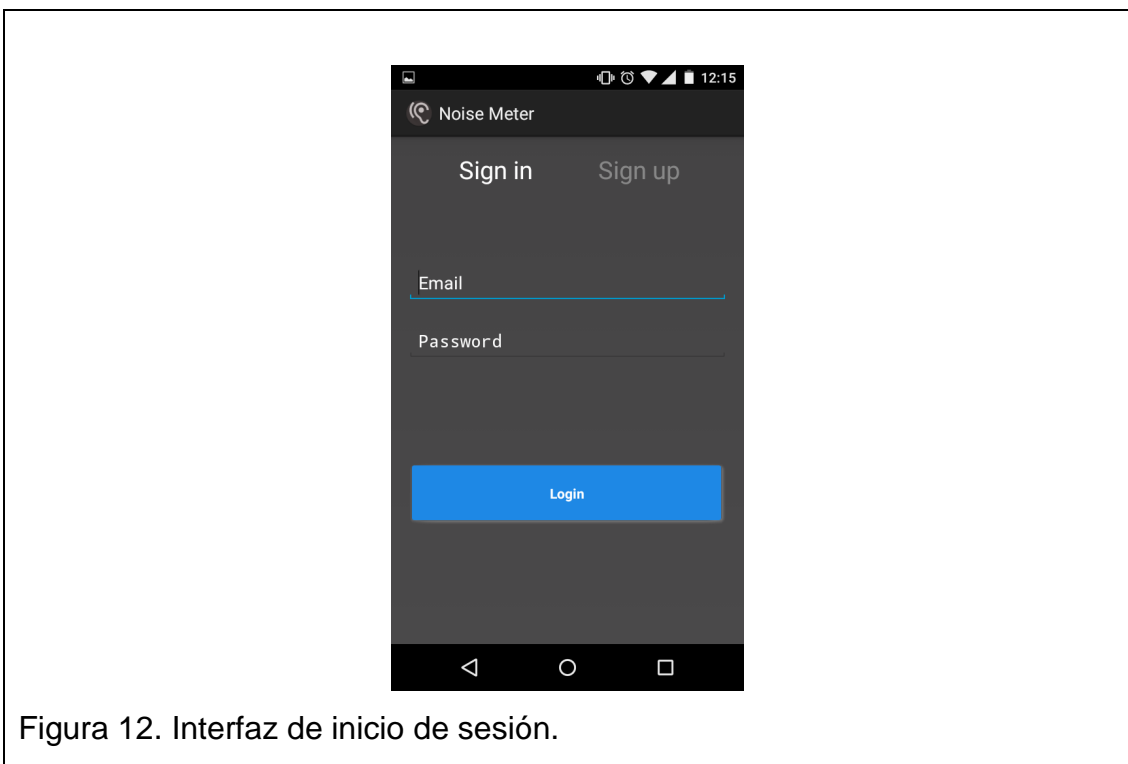 12:15
Noise Meter
Sign in Sign up
Email
Password
Login
Figura 12. Interfaz de inicio de sesión.